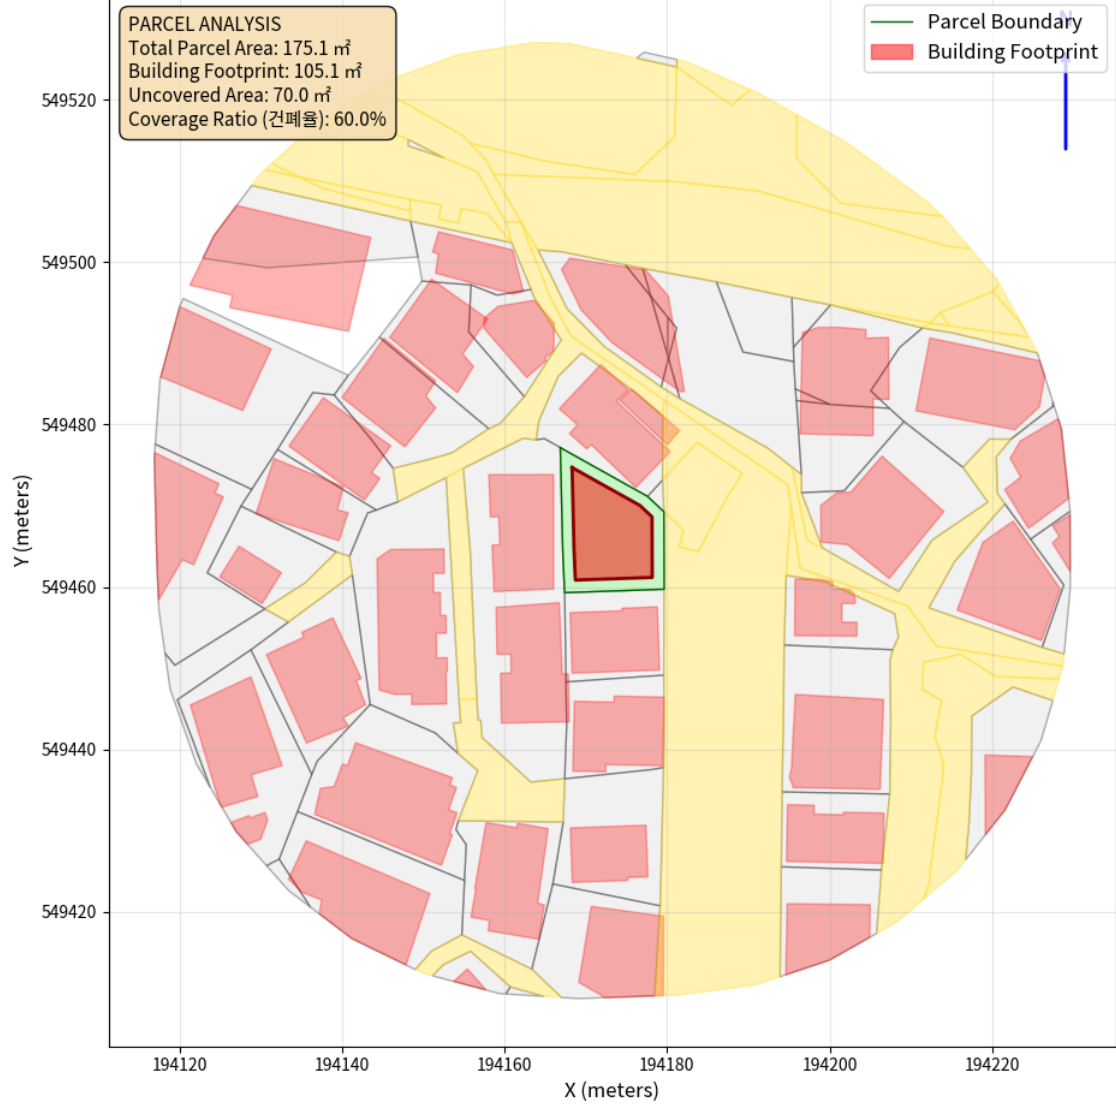 PARCEL ANALYSIS
Total Parcel Area: 175.1 ㎡
Building Footprint: 105.1 ㎡
Uncovered Area: 70.0 ㎡
Coverage Ratio (건폐율): 60.0%
Parcel Boundary
Building Footprint
N
549520
549500
549480
549460
549440
549420
Y (meters)
194120 194140 194160 194180 194200 194220
X (meters)